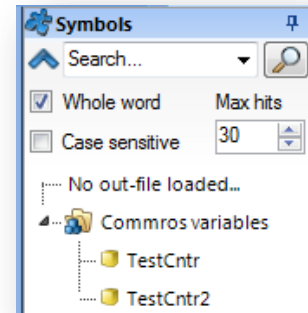 Symbols
Search...
Whole word Max hits
Case sensitive 30
No out-file loaded...
Commros variables
TestCntr
TestCntr2